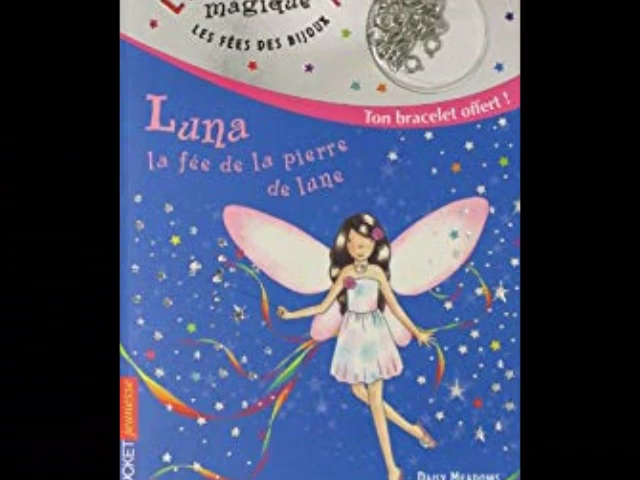 magique
LES FÉES DES BIJOUX
Ton bracelet offert !
Luna
la fée de la pierre
de lune
POCKET jeunesse
DAISY MEADOWS